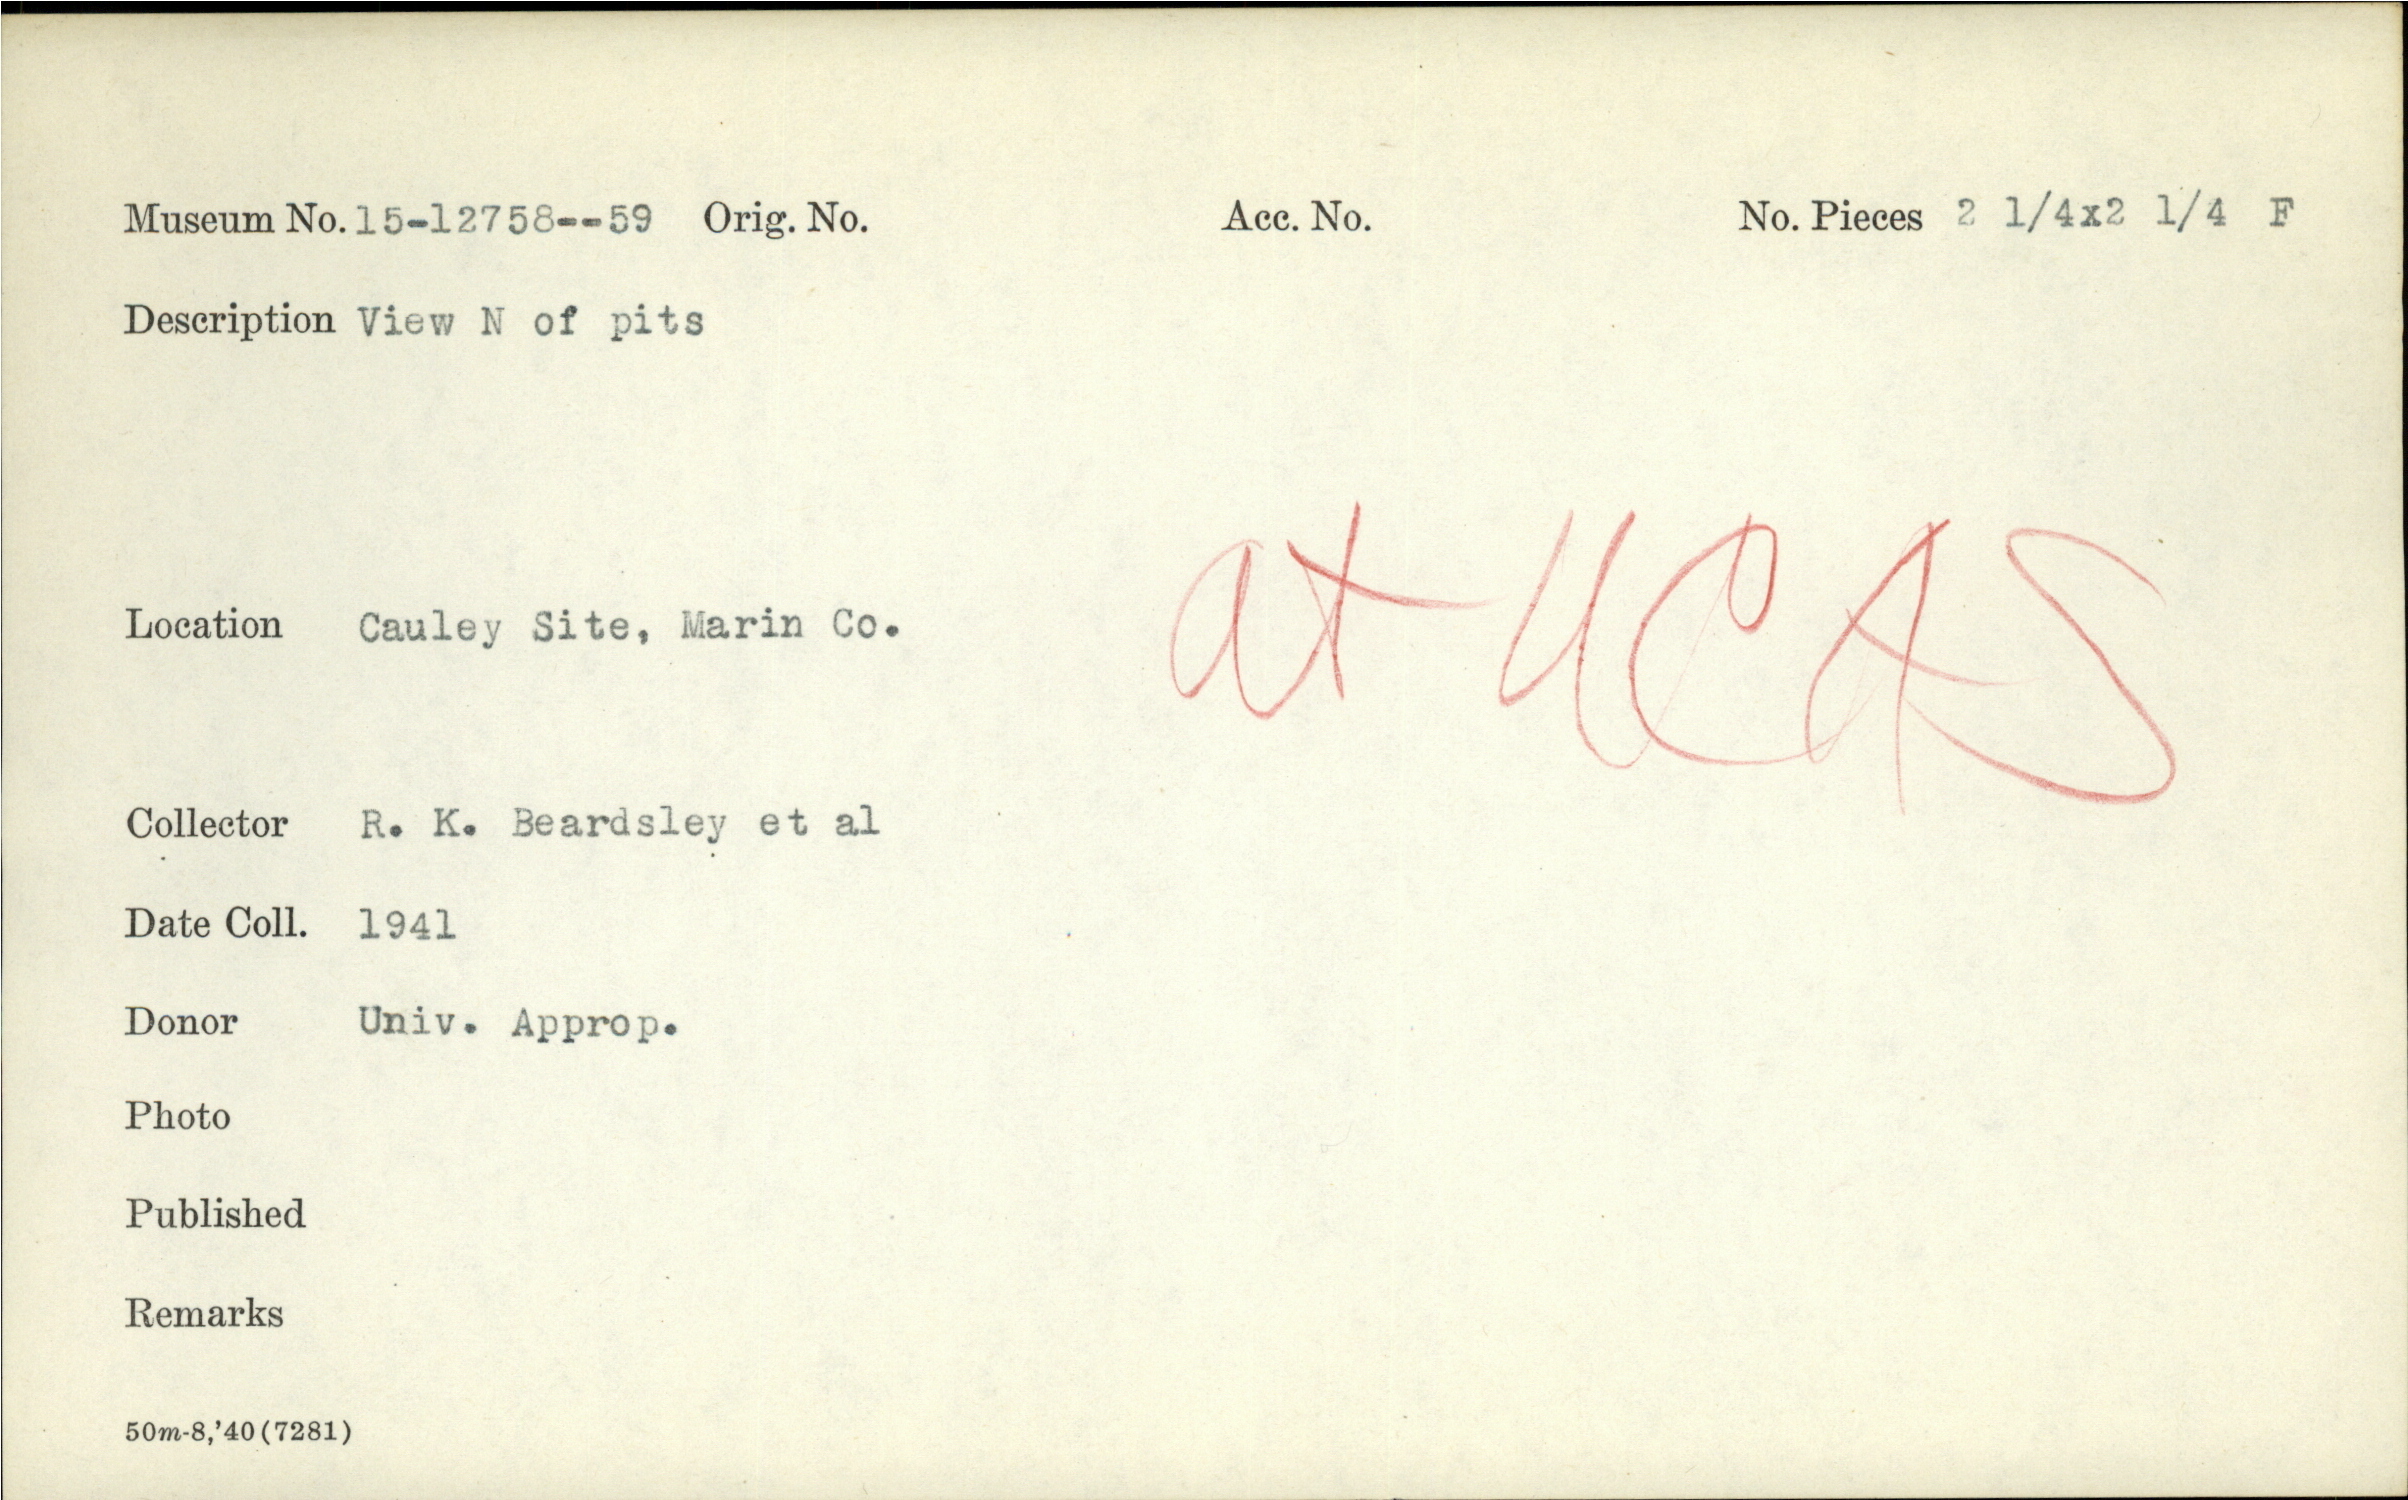 Museum No. 15-12758--59 Orig. No. Acc. No. No. Pieces 2 1/4x2 1/4 F
Description View N of pits
at UCAS
Location Cauley Site, Marin Co.
Collector R. K. Beardsley et al
Date Coll. 1941
Donor Univ. Approp.
Photo
Published
Remarks
50m-8,'40(7281)